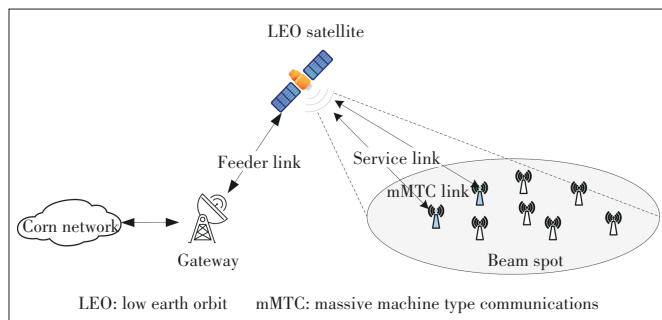 LEO satellite
Feeder link
Service link
mMTC link
Corn network
Gateway
Beam spot
LEO: low earth orbit mMTC: massive machine type communications